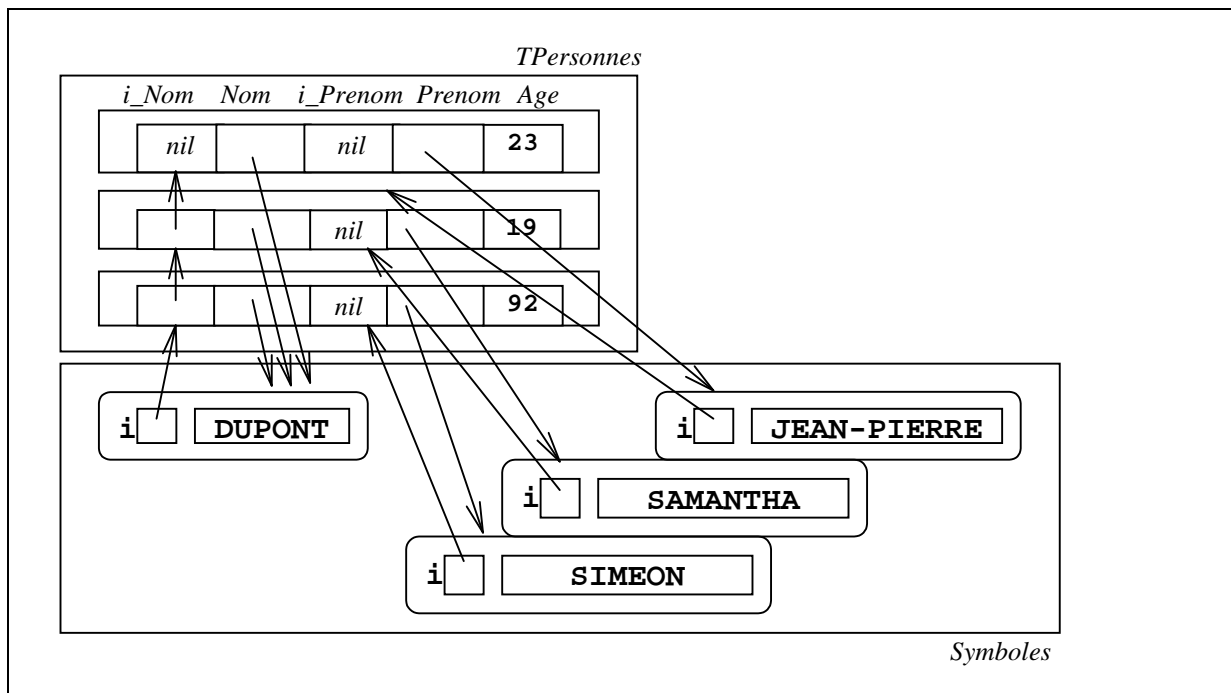 TPersonnes
i_Nom Nom i_Prenom Prenom Age
nil nil 23
nil 19
nil 92
i DUPONT
i JEAN-PIERRE
i SAMANTHA
i SIMEON
Symboles